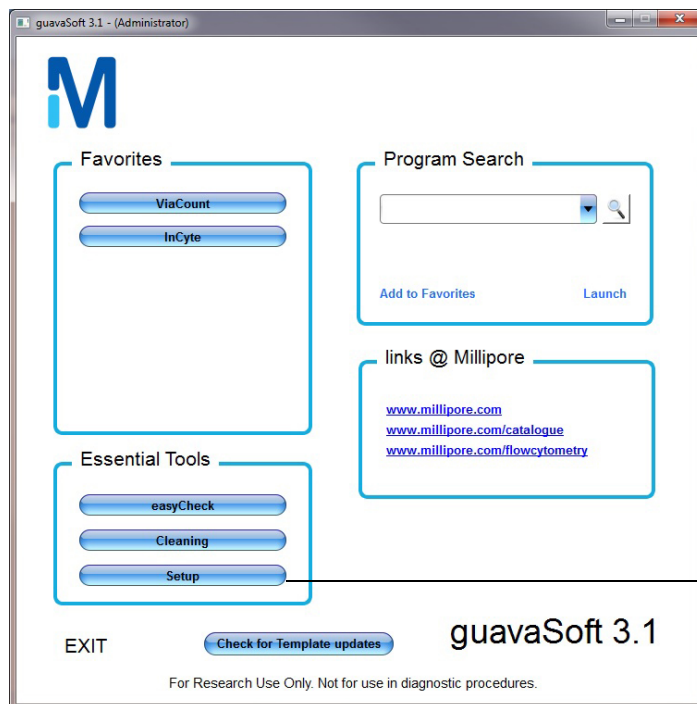 guavaSoft 3.1 - (Administrator)
M
Favorites
ViaCount
InCyte
Program Search
Add to Favorites Launch
links @ Millipore
www.millipore.com
www.millipore.com/catalogue
www.millipore.com/flowcytometry
Essential Tools
easyCheck
Cleaning
Setup
EXIT
Check for Template updates
guavaSoft 3.1
For Research Use Only. Not for use in diagnostic procedures.